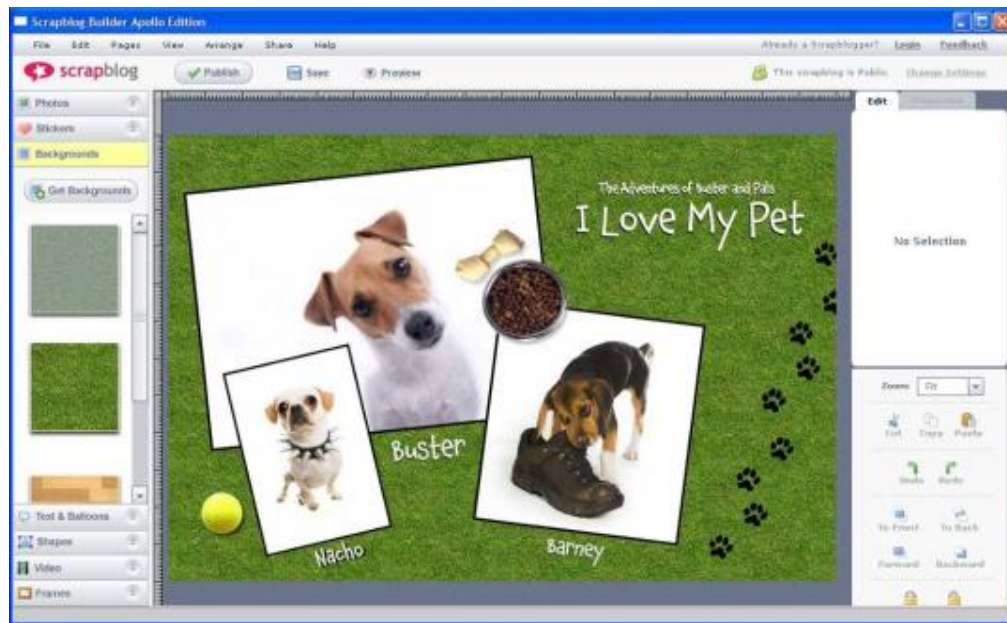 Scrapblog Builder Apollo Edition
File Edit Pages View Arrange Share Help
Already a Scrapblogger? Login Feedback
scrapblog
Publish Save Preview
This scrapblog is Public. Change Settings
Photos
Stickers
Backgrounds
Get Backgrounds
Text & Balloons
Shapes
Video
Frames
The Adventures of Buster and Pals
I Love My Pet
Buster
Nacho
Barney
Edit
No Selection
Zoom Fit
Cut Copy Paste
Undo Redo
To Front To Back
Forward Backward